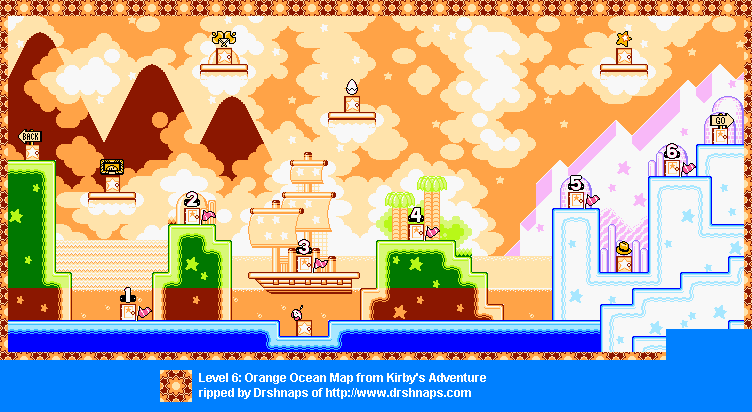 BACK
GO
6
5
2
4
3
1
Level 6: Orange Ocean Map from Kirby's Adventure
ripped by Drshnaps of http://www.drshnaps.com